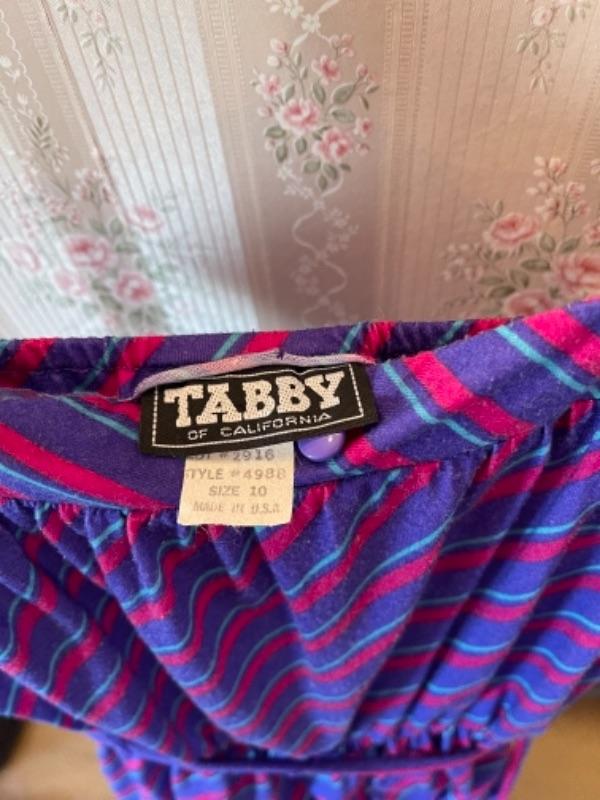 TABBY
OF CALIFORNIA
#2916
STYLE #4988
SIZE 10
MADE IN U.S.A.